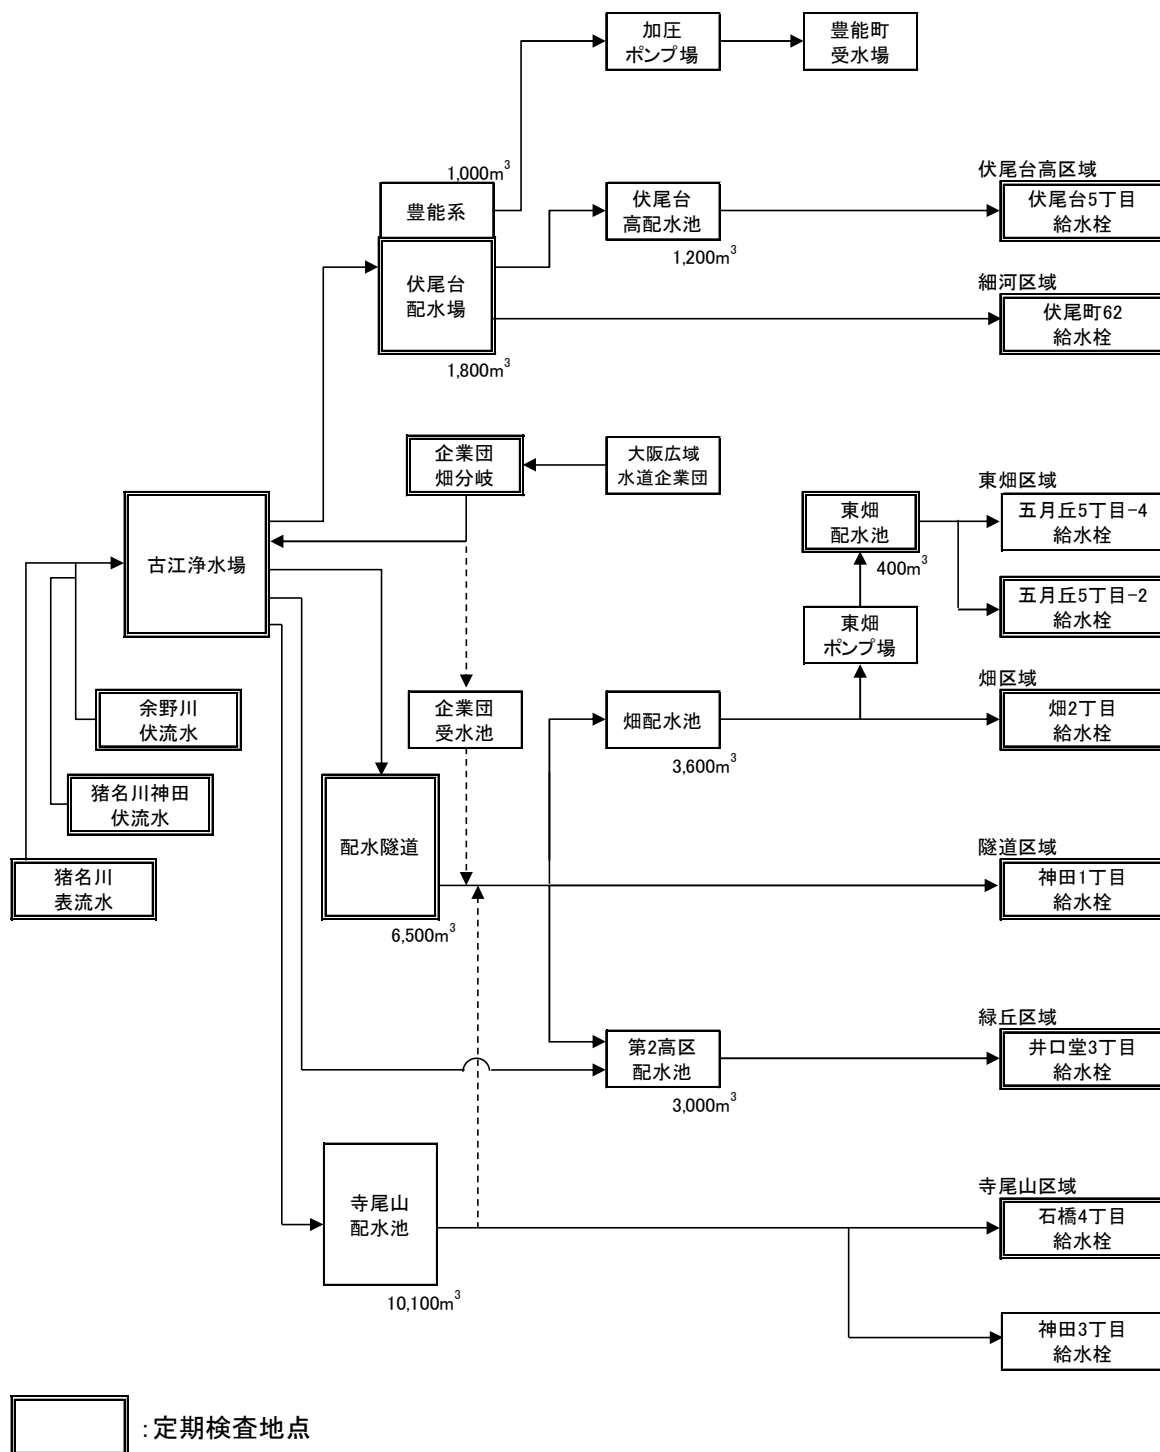 加圧
ポンプ場
豊能町
受水場
1,000m³
豊能系
伏尾台
高配水池
1,200m³
伏尾台高区域
伏尾台5丁目
給水栓
伏尾台
配水場
1,800m³
細河区域
伏尾町62
給水栓
企業団
畑分岐
大阪広域
水道企業団
東畑
配水池
400m³
東畑区域
五月丘5丁目-4
給水栓
古江浄水場
五月丘5丁目-2
給水栓
東畑
ポンプ場
余野川
伏流水
企業団
受水池
畑配水池
3,600m³
畑区域
畑2丁目
給水栓
猪名川神田
伏流水
猪名川
表流水
配水隧道
6,500m³
隧道区域
神田1丁目
給水栓
第2高区
配水池
3,000m³
緑丘区域
井口堂3丁目
給水栓
寺尾山
配水池
10,100m³
寺尾山区域
石橋4丁目
給水栓
神田3丁目
給水栓
:定期検査地点